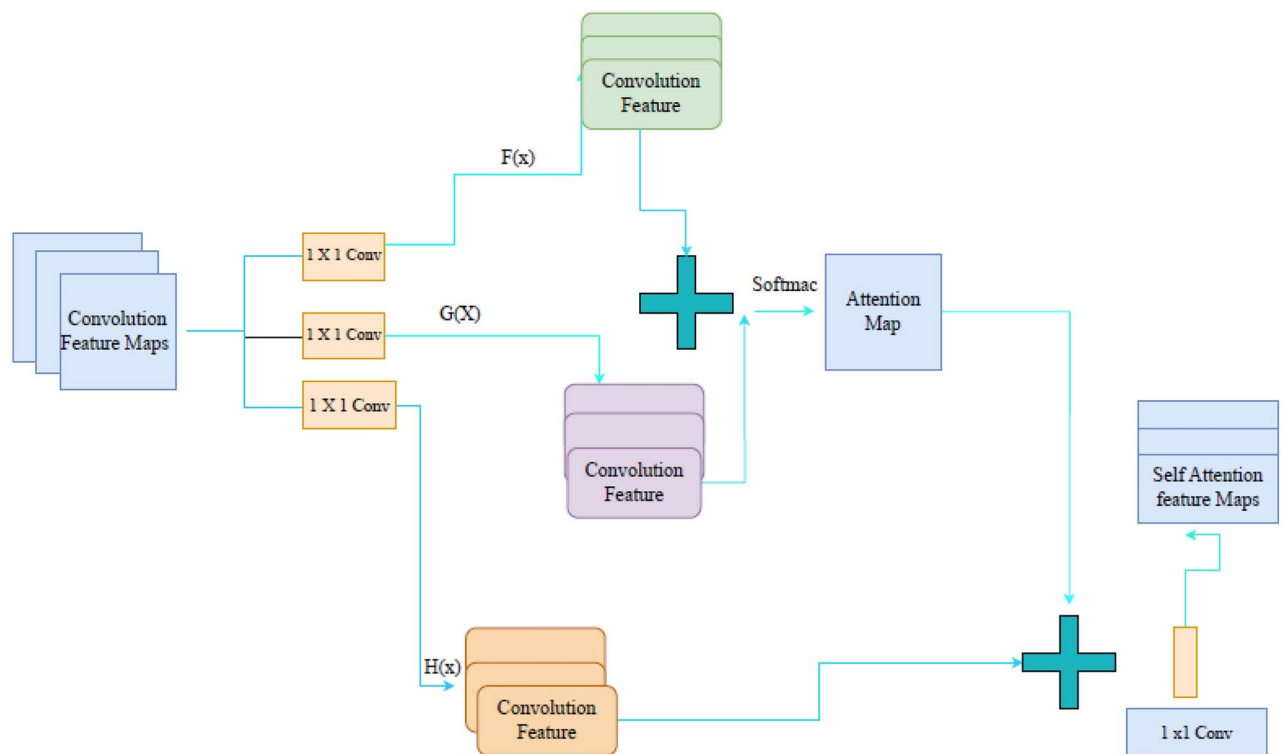 Convolution
Feature
F(x)
1 X 1 Conv
Softmac
Attention
Map
Convolution
Feature Maps
G(X)
1 X 1 Conv
1 X 1 Conv
Convolution
Feature
Self Attention
feature Maps
H(x)
Convolution
Feature
1 x1 Conv